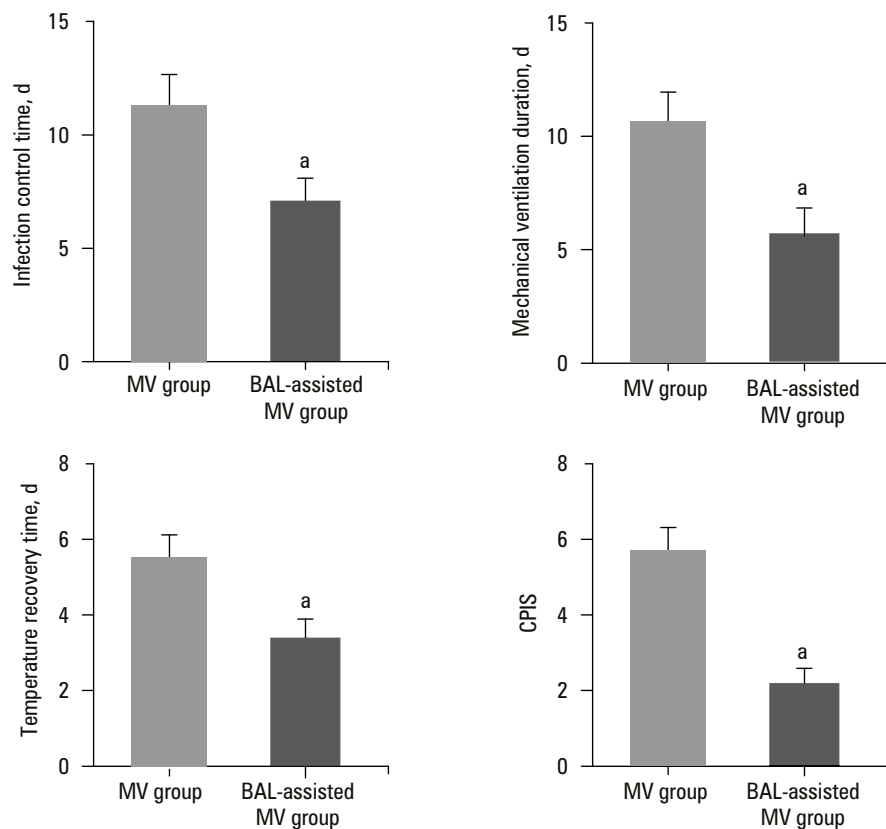 Infection control time, d
15
10
5
0
a
MV group
BAL-assisted
MV group
Mechanical ventilation duration, d
15
10
5
0
a
MV group
BAL-assisted
MV group
Temperature recovery time, d
8
6
4
2
0
a
MV group
BAL-assisted
MV group
CPIS
8
6
4
2
0
a
MV group
BAL-assisted
MV group